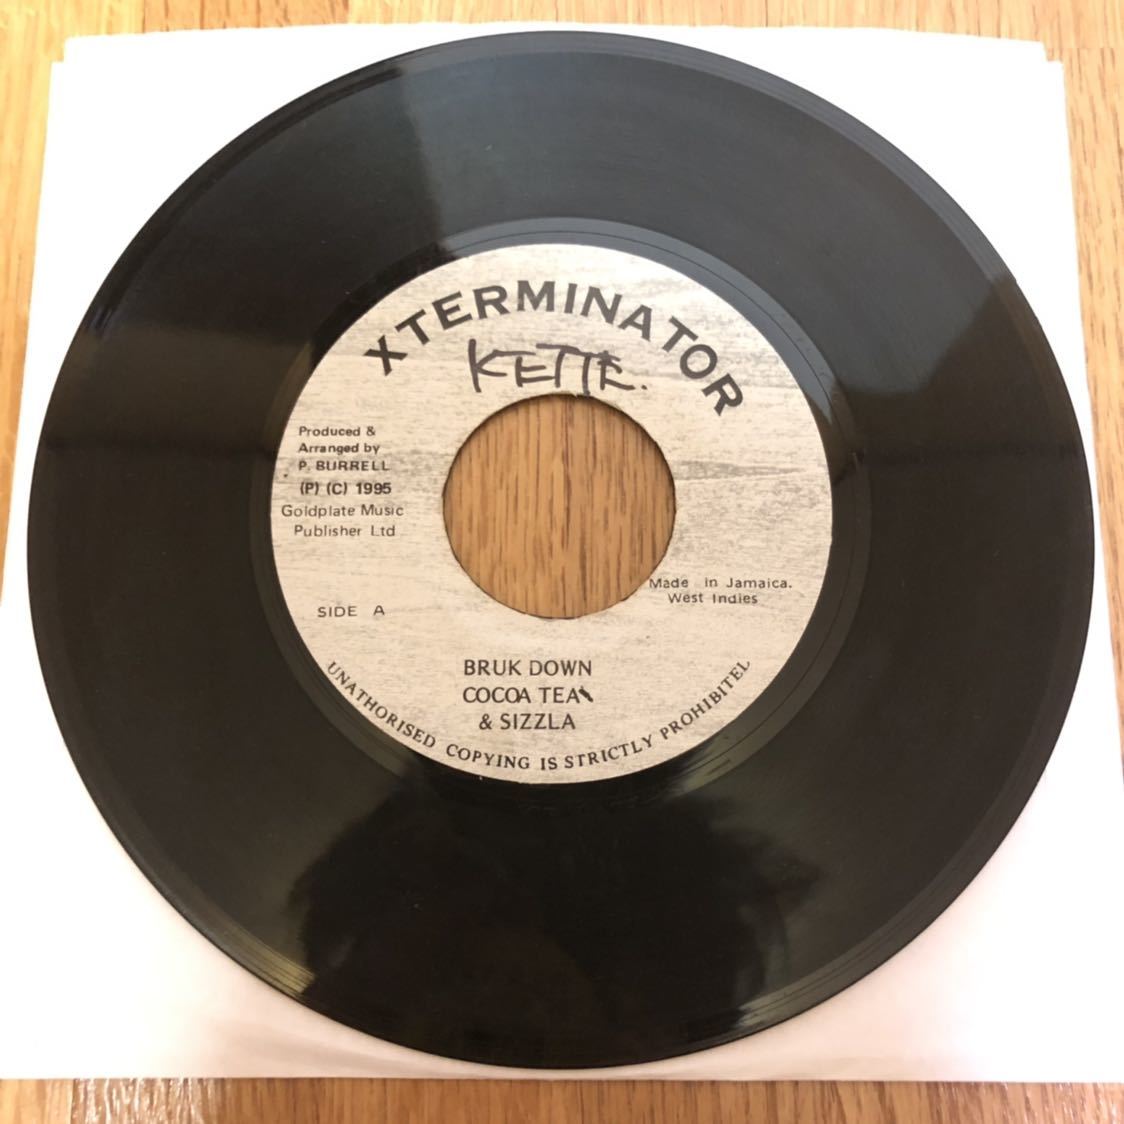 XTERMINATOR
KETTE.
Produced &
Arranged by
P. BURRELL
(P) (C) 1995
Goldplate Music
Publisher Ltd
Made in Jamaica.
West Indies
SIDE A
BRUK DOWN
COCOA TEA
& SIZZLA
UNATHORISED COPYING IS STRICTLY PROHIBITEL